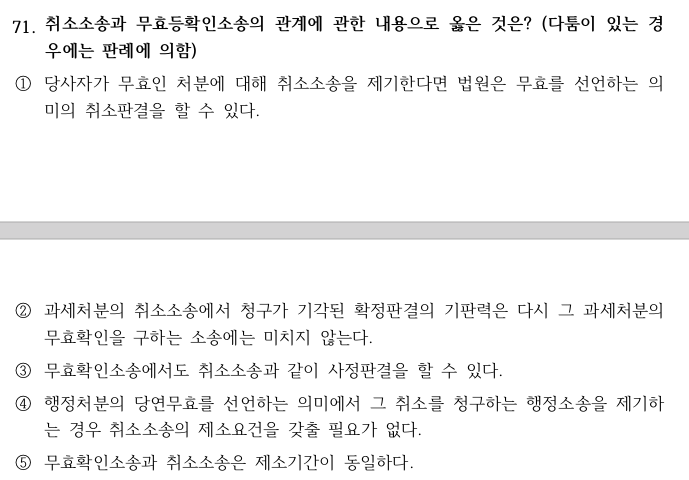 71. 취소소송과 무효등확인소송의 관계에 관한 내용으로 옳은 것은? (다툼이 있는 경
우에는 판례에 의함)
① 당사자가 무효인 처분에 대해 취소소송을 제기한다면 법원은 무효를 선언하는 의
미의 취소판결을 할 수 있다.
② 과세처분의 취소소송에서 청구가 기각된 확정판결의 기판력은 다시 그 과세처분의
무효확인을 구하는 소송에는 미치지 않는다.
③ 무효확인소송에서도 취소소송과 같이 사정판결을 할 수 있다.
④ 행정처분의 당연무효를 선언하는 의미에서 그 취소를 청구하는 행정소송을 제기하
는 경우 취소소송의 제소요건을 갖출 필요가 없다.
⑤ 무효확인소송과 취소소송은 제소기간이 동일하다.